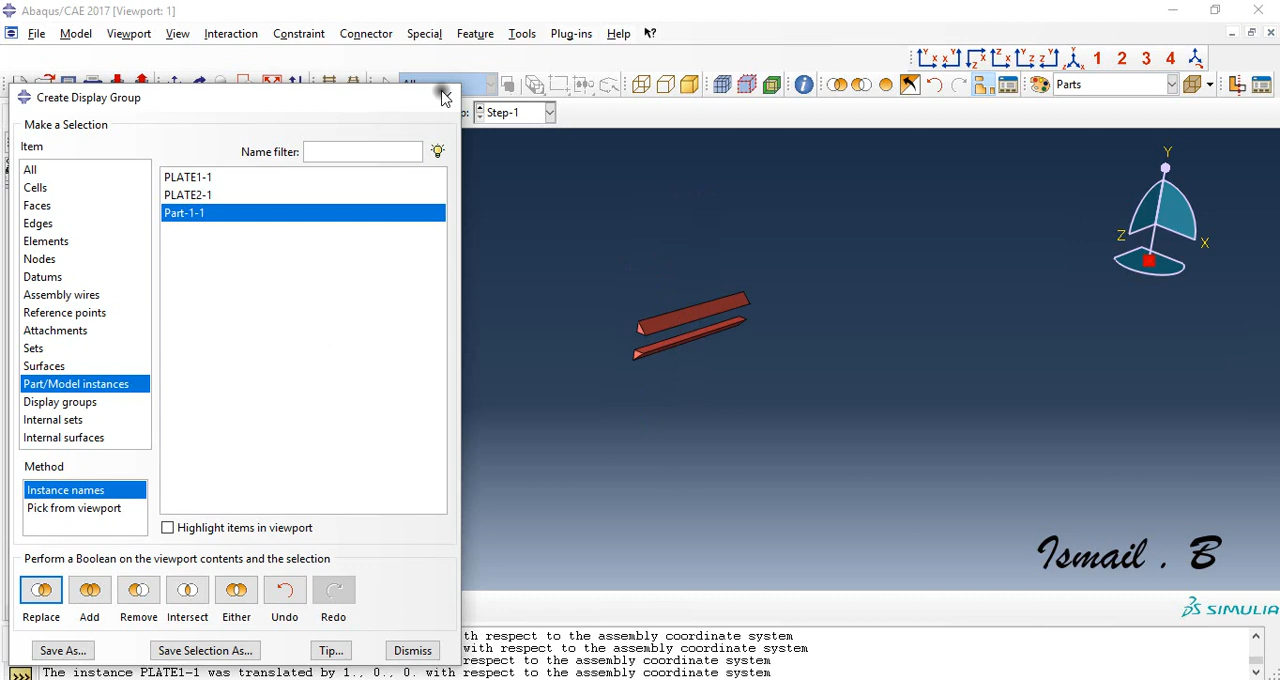 Abaqus/CAE 2017 [Viewport: 1]
File Model Viewport View Interaction Constraint Connector Special Feature Tools Plug-ins Help
1 2 3 4
Parts
Create Display Group
Step-1
Make a Selection
Item
Name filter:
All
Cells
Faces
Edges
Elements
Nodes
Datums
Assembly wires
Reference points
Attachments
Sets
Surfaces
Part/Model instances
Display groups
Internal sets
Internal surfaces
PLATE1-1
PLATE2-1
Part-1-1
Method
Instance names
Pick from viewport
Highlight items in viewport
Perform a Boolean on the viewport contents and the selection
Replace Add Remove Intersect Either Undo Redo
Save As... Save Selection As... Tip... Dismiss
Y
Z
X
Ismail . B
SIMULIA
th respect to the assembly coordinate system
with respect to the assembly coordinate system
respect to the assembly coordinate system
The instance PLATE1-1 was translated by 1., 0., 0. with respect to the assembly coordinate system